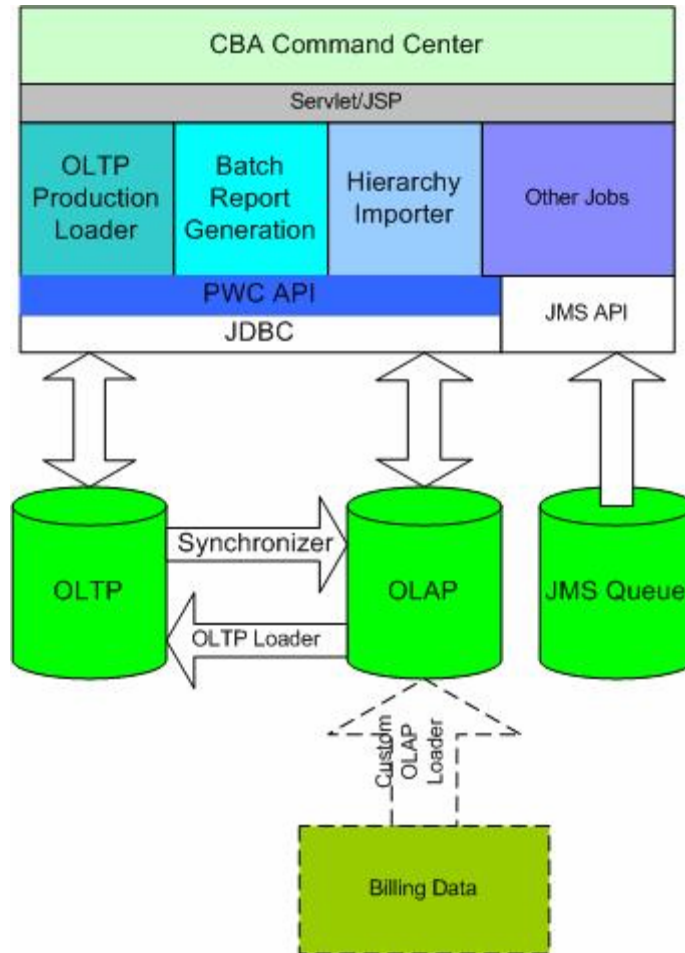 CBA Command Center
Servlet/JSP
OLTP
Production
Loader
Batch
Report
Generation
Hierarchy
Importer
Other Jobs
PWC API
JDBC
JMS API
Synchronizer
OLTP
OLAP
JMS Queue
OLTP Loader
Custom
OLAP
Loader
Billing Data